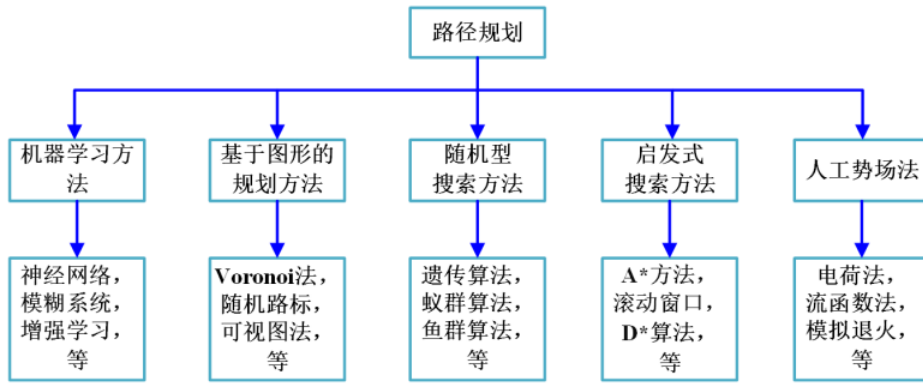 路径规划
机器学习方
法
基于图形的
规划方法
随机型
搜索方法
启发式
搜索方法
人工势场法
神经网络，
模糊系统，
增强学习，
等
Voronoi法，
随机路标，
可视图法，
等
遗传算法，
蚁群算法，
鱼群算法，
等
A*方法，
滚动窗口，
D*算法，
等
电荷法，
流函数法，
模拟退火，
等